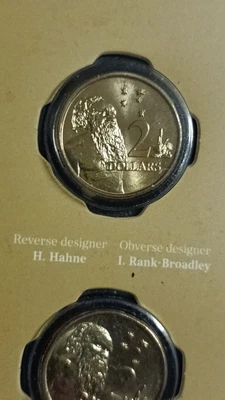 2
DOLLARS
Reverse designer Obverse designer
H. Hahne I. Rank-Broadley